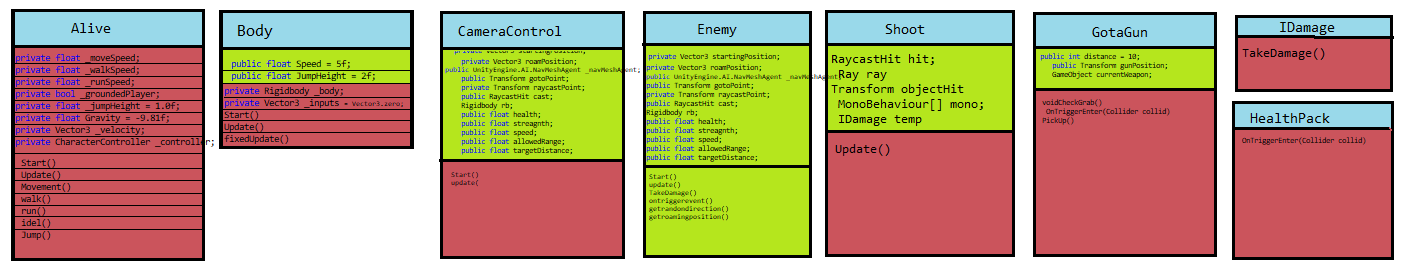 Alive
private float _moveSpeed;
private float _walkSpeed;
private float _runSpeed;
private bool _groundedPlayer;
private float _jumpHeight = 1.0f;
private float Gravity = -9.81f;
private Vector3 _velocity;
private CharacterController _controller;
Start()
Update()
Movement()
walk()
run()
idel()
Jump()
Body
public float Speed = 5f;
public float JumpHeight = 2f;
private Rigidbody _body;
private Vector3 _inputs = Vector3.zero;
Start()
Update()
fixedUpdate()
CameraControl
private Vector3 startingPosition;
private Vector3 roamPosition;
public UnityEngine.AI.NavMeshAgent _navMeshAgent;
public Transform gotoPoint;
private Transform raycastPoint;
public RaycastHit cast;
Rigidbody rb;
public float health;
public float streagnth;
public float speed;
public float allowedRange;
public float targetDistance;
Start()
update(
Enemy
private Vector3 startingPosition;
private Vector3 roamPosition;
public UnityEngine.AI.NavMeshAgent _navMeshAgent;
public Transform gotoPoint;
private Transform raycastPoint;
public RaycastHit cast;
Rigidbody rb;
public float health;
public float streagnth;
public float speed;
public float allowedRange;
public float targetDistance;
Start()
update()
TakeDamage()
ontriggerevent()
getrandondirection()
getroamingposition()
Shoot
RaycastHit hit;
Ray ray
Transform objectHit
MonoBehaviour[] mono;
IDamage temp
Update()
GotaGun
public int distance = 10;
public Transform gunPosition;
GameObject currentWeapon;
voidCheckGrab()
OnTriggerEnter(Collider collid)
PickUp()
IDamage
TakeDamage()
HealthPack
OnTriggerEnter(Collider collid)